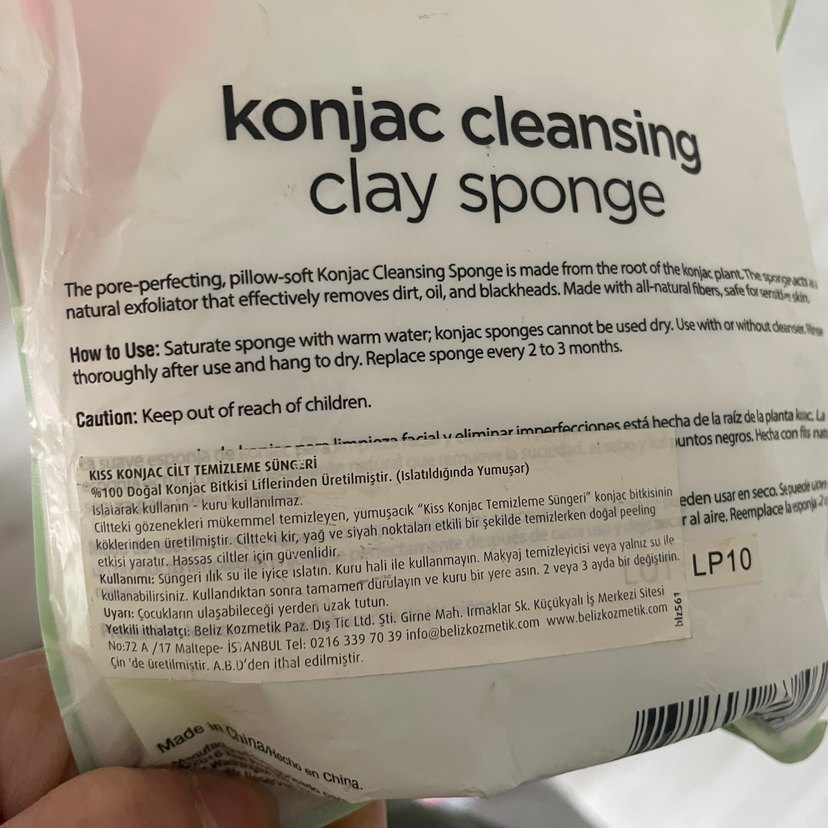 konjac cleansing
clay sponge
The pore-perfecting, pillow-soft Konjac Cleansing Sponge is made from the root of the konjac plant. The sponge acts as a
natural exfoliator that effectively removes dirt, oil, and blackheads. Made with all-natural fibers, safe for sensitive skin.
How to Use: Saturate sponge with warm water; konjac sponges cannot be used dry. Use with or without cleanser. Rinse
thoroughly after use and hang to dry. Replace sponge every 2 to 3 months.
Caution: Keep out of reach of children.
limpieza facial y eliminar imperfecciones está hecha de la raíz de la planta La
puntos negros. Hecha con
usar en seco. Se puede
al aire. Reemplace la esponja
KISS KONJAC CİLT TEMİZLEME SÜNGERİ
%100 Doğal Konjac Bitkisi Liflerinden Üretilmiştir. (Islatıldığında Yumuşar)
ıslatarak kullanın - kuru kullanılmaz.
Ciltteki gözenekleri mükemmel temizleyen, yumuşacık “Kiss Konjac Temizleme Süngeri” konjac bitkisinin
köklerinden üretilmiştir. Ciltteki kir, yağ ve siyah noktaları etkili bir şekilde temizlerken doğal peeling
etkisi yaratır. Hassas ciltler için güvenlidir.
Kullanımı: Süngeri ılık su ile iyice ıslatın. Kuru hali ile kullanmayın. Makyaj temizleyicisi veya yalnız su ile
kullanabilirsiniz. Kullandıktan sonra tamamen durulayın ve kuru bir yere asın. 2 veya 3 ayda bir değiştirin.
Uyarı: Çocukların ulaşabileceği yerden uzak tutun.
Yetkili ithalatçı: Beliz Kozmetik Paz. Dış Tic Ltd. Şti. Girne Mah. Irmaklar Sk. Küçükyalı İş Merkezi Sitesi
No:72 A /17 Maltepe- İSTANBUL Tel: 0216 339 70 39 info@belizkozmetik.com www.belizkozmetik.com
Çin 'de üretilmiştir. A.B.D'den ithal edilmiştir.
blz561
LP10
Made in China/Hecho en China.